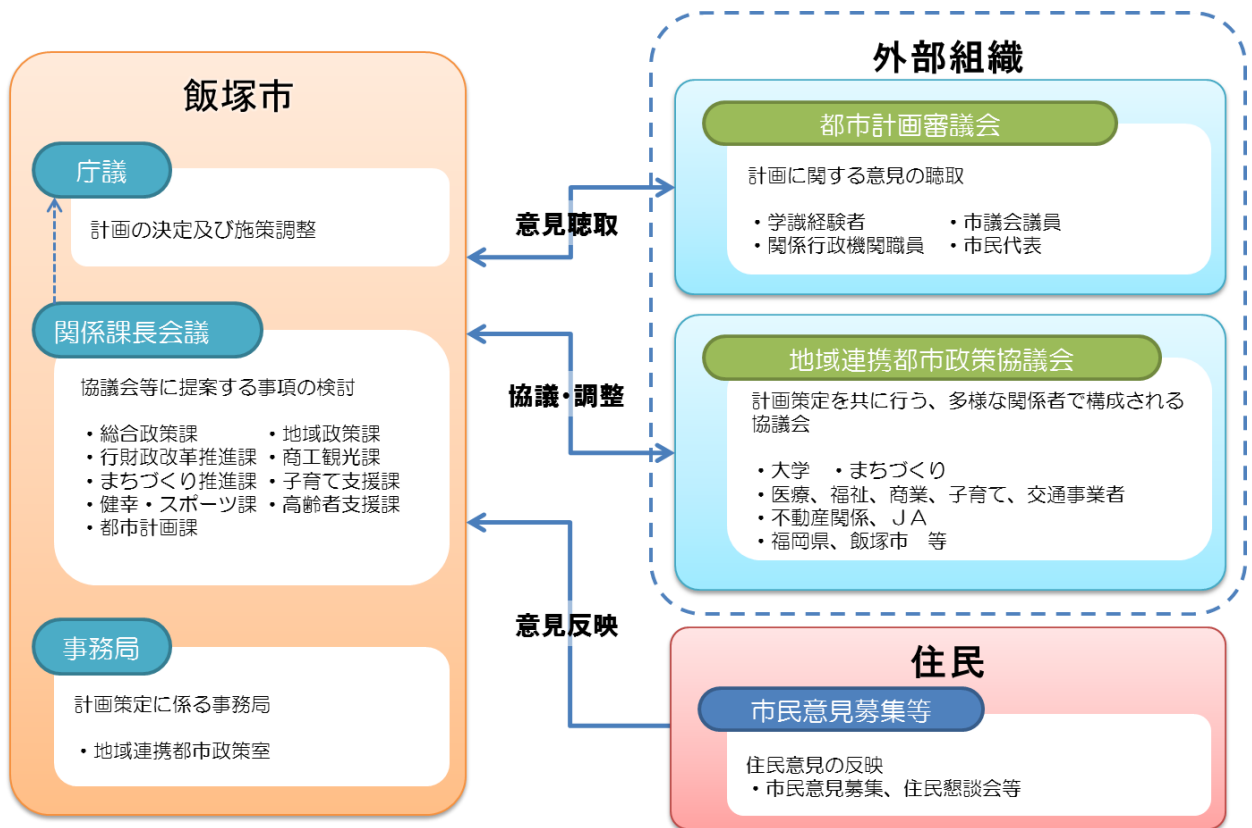 飯塚市
庁議
計画の決定及び施策調整
関係課長会議
協議会等に提案する事項の検討
・総合政策課 ・地域政策課
・行財政改革推進課 ・商工観光課
・まちづくり推進課 ・子育て支援課
・健幸・スポーツ課 ・高齢者支援課
・都市計画課
事務局
計画策定に係る事務局
・地域連携都市政策室
意見聴取
協議・調整
意見反映
外部組織
都市計画審議会
計画に関する意見の聴取
・学識経験者 ・市議会議員
・関係行政機関職員 ・市民代表
地域連携都市政策協議会
計画策定を共に行う、多様な関係者で構成される
協議会
・大学 ・まちづくり
・医療、福祉、商業、子育て、交通事業者
・不動産関係、ＪＡ
・福岡県、飯塚市　等
住民
市民意見募集等
住民意見の反映
・市民意見募集、住民懇談会等